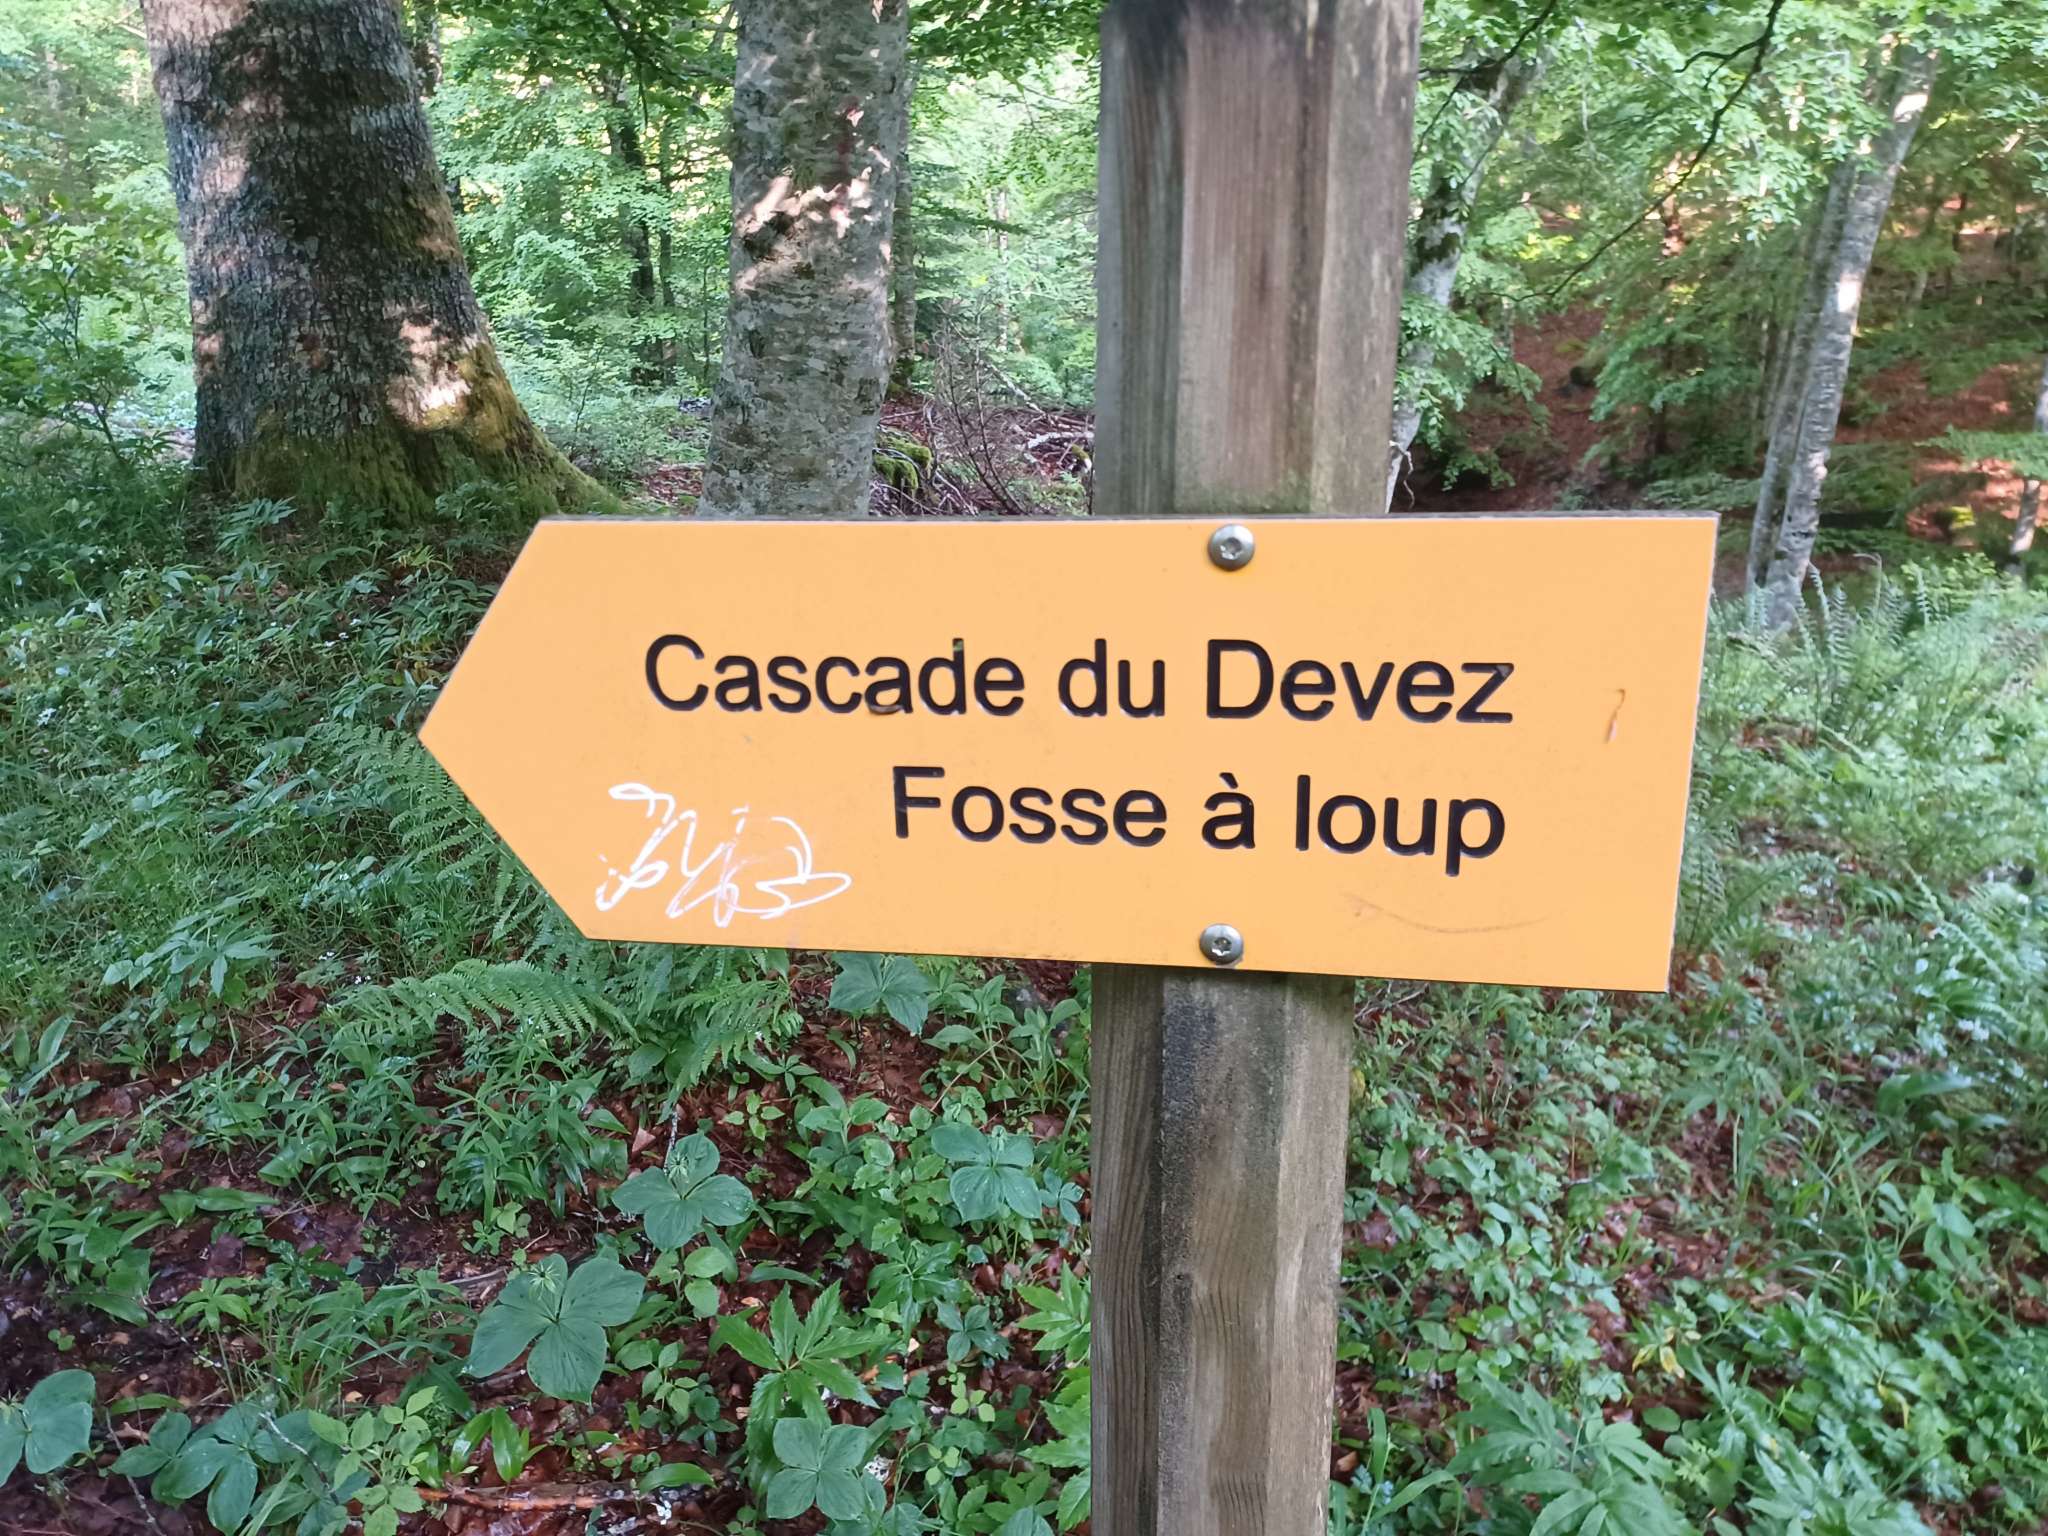 Cascade du Devez
Fosse à loup